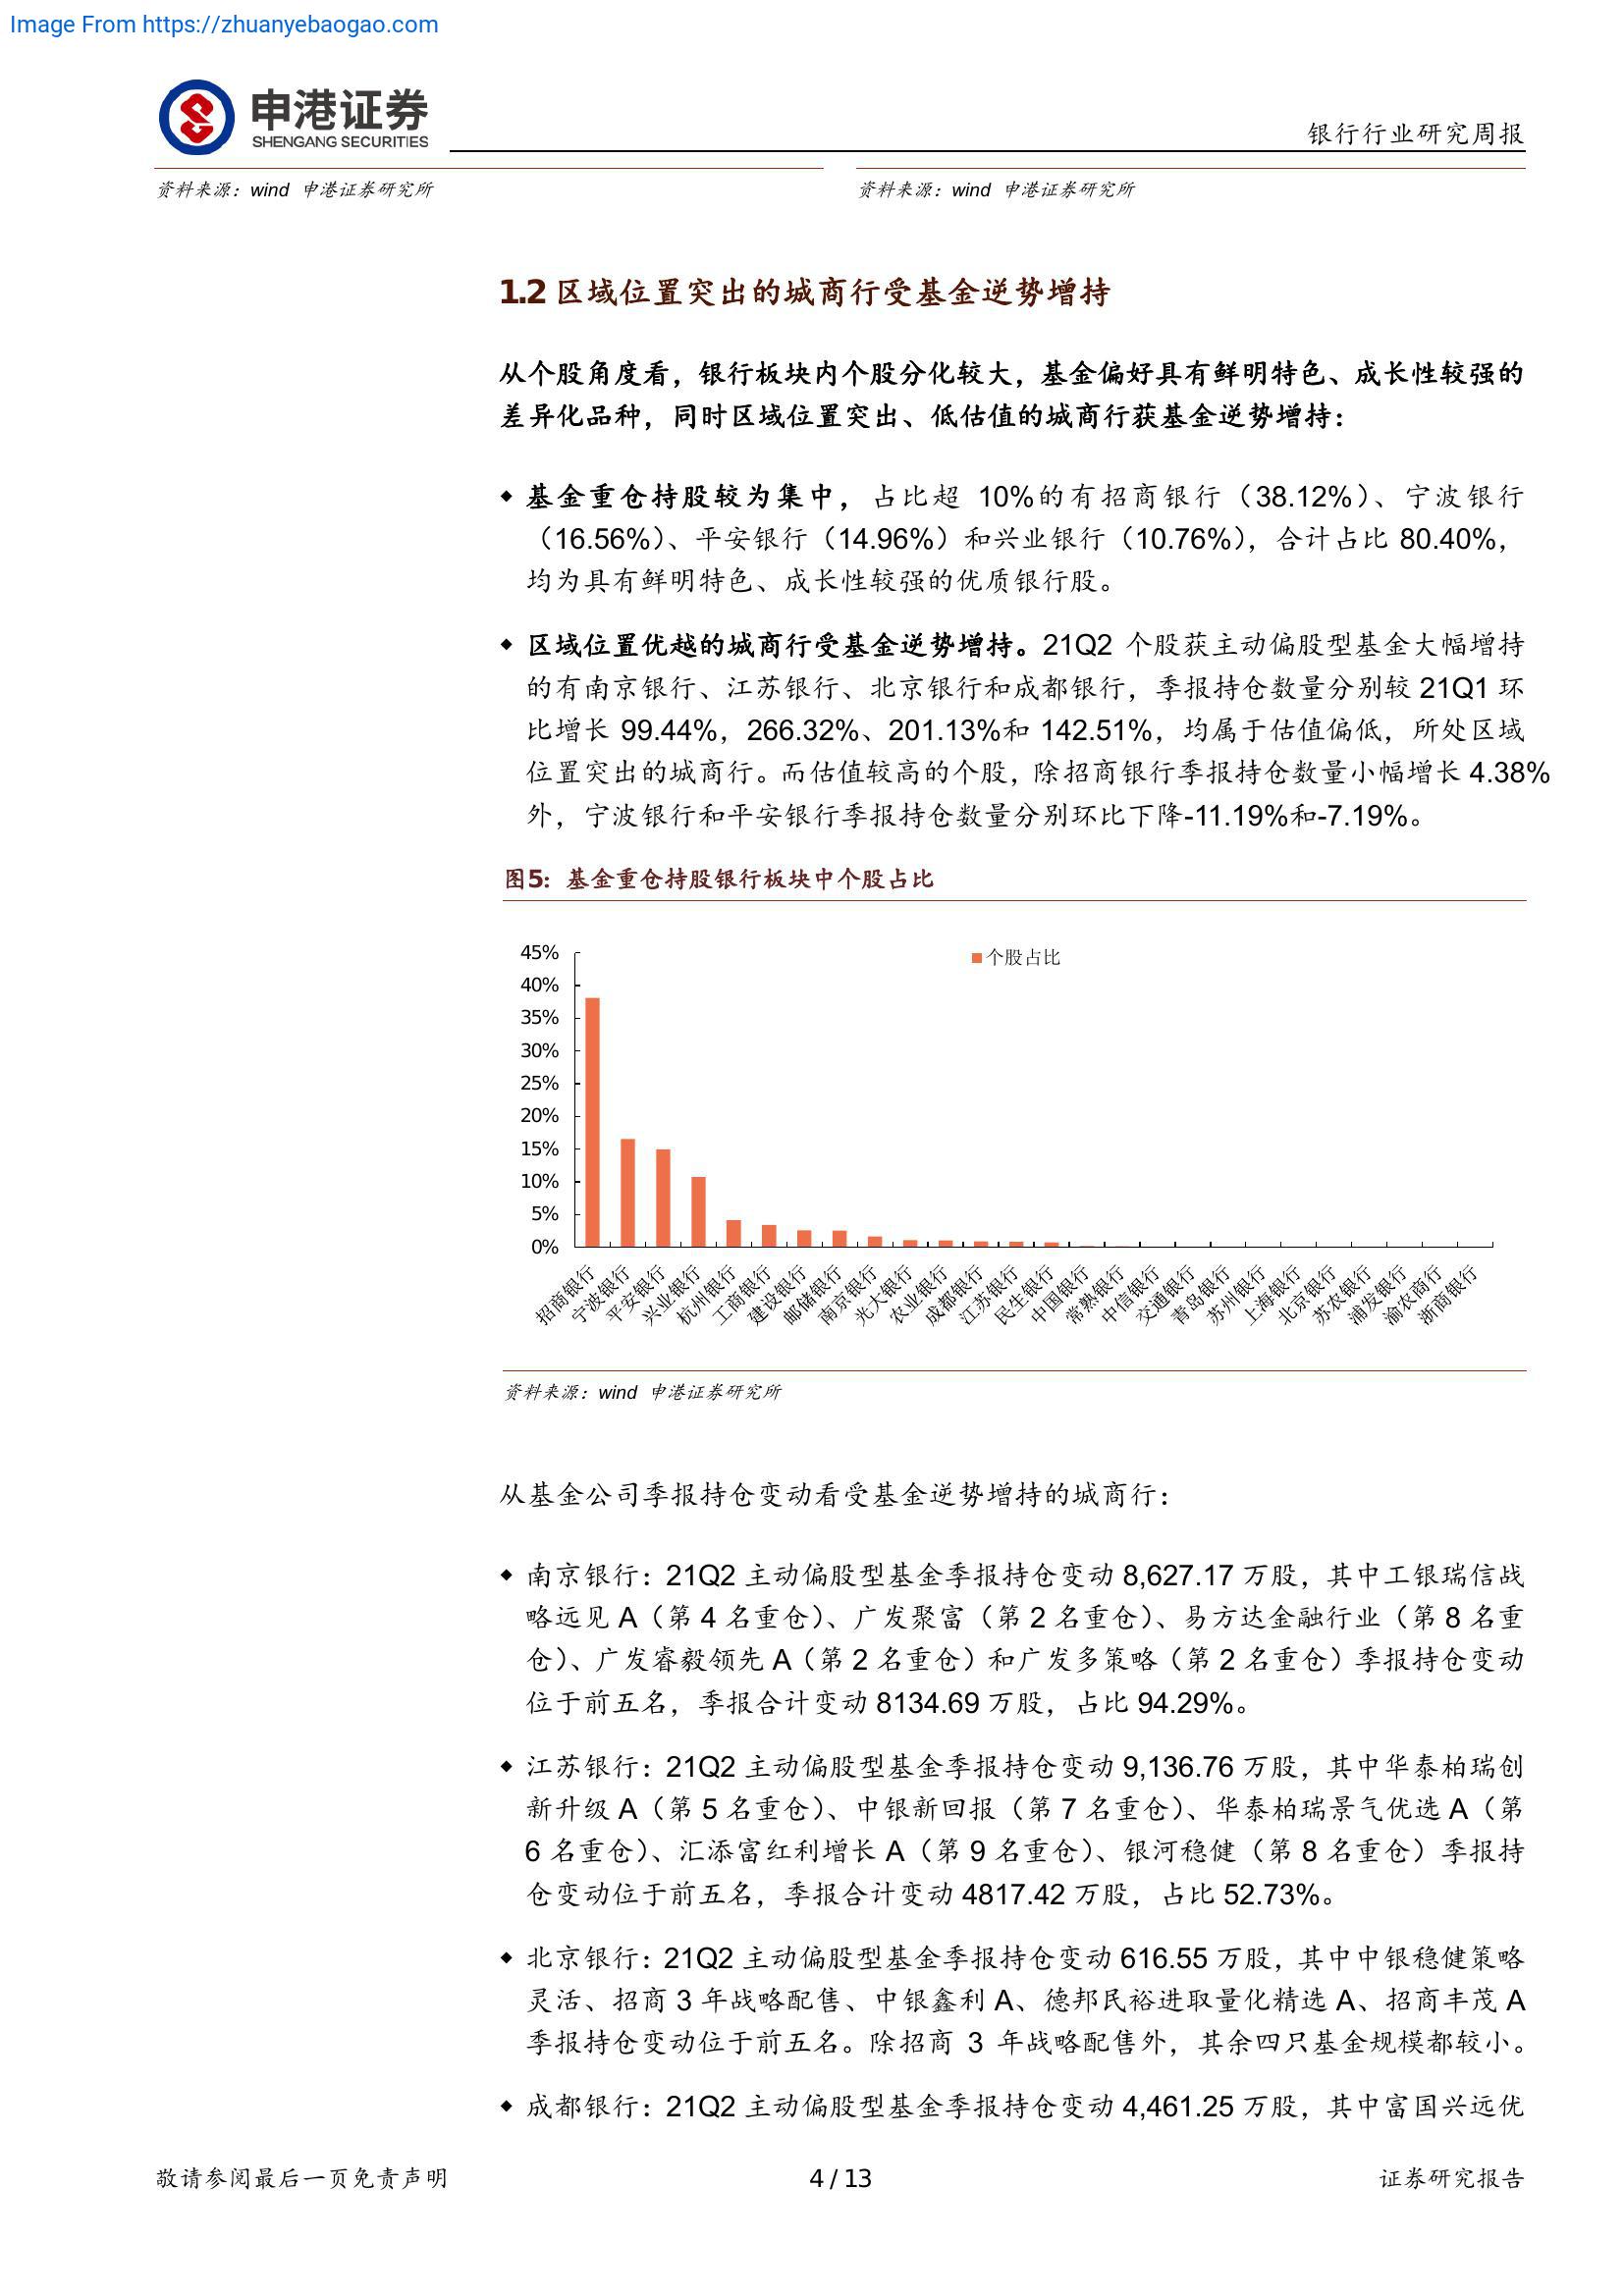 Image From https://zhuanyebaogao.com
申港证券
SHENGANG SECURITIES
银行行业研究周报
资料来源：wind 申港证券研究所
资料来源：wind 申港证券研究所
1.2 区域位置突出的城商行受基金逆势增持
从个股角度看，银行板块内个股分化较大，基金偏好具有鲜明特色、成长性较强的
差异化品种，同时区域位置突出、低估值的城商行获基金逆势增持：
◆ 基金重仓持股较为集中，占比超 10%的有招商银行（38.12%）、宁波银行
（16.56%）、平安银行（14.96%）和兴业银行（10.76%），合计占比 80.40%，
均为具有鲜明特色、成长性较强的优质银行股。
◆ 区域位置优越的城商行受基金逆势增持。21Q2 个股获主动偏股型基金大幅增持
的有南京银行、江苏银行、北京银行和成都银行，季报持仓数量分别较 21Q1 环
比增长 99.44%，266.32%、201.13%和 142.51%，均属于估值偏低，所处区域
位置突出的城商行。而估值较高的个股，除招商银行季报持仓数量小幅增长 4.38%
外，宁波银行和平安银行季报持仓数量分别环比下降-11.19%和-7.19%。
图5：基金重仓持股银行板块中个股占比
个股占比
45%
40%
35%
30%
25%
20%
15%
10%
5%
0%
招商银行
宁波银行
平安银行
兴业银行
杭州银行
工商银行
建设银行
邮储银行
南京银行
光大银行
农业银行
成都银行
江苏银行
民生银行
中国银行
常熟银行
中信银行
交通银行
青岛银行
苏州银行
上海银行
北京银行
苏农银行
浦发银行
渝农商行
浙商银行
资料来源：wind 申港证券研究所
从基金公司季报持仓变动看受基金逆势增持的城商行：
◆ 南京银行：21Q2 主动偏股型基金季报持仓变动 8,627.17 万股，其中工银瑞信战
略远见 A（第 4 名重仓）、广发聚富（第 2 名重仓）、易方达金融行业（第 8 名重
仓）、广发睿毅领先 A（第 2 名重仓）和广发多策略（第 2 名重仓）季报持仓变动
位于前五名，季报合计变动 8134.69 万股，占比 94.29%。
◆ 江苏银行：21Q2 主动偏股型基金季报持仓变动 9,136.76 万股，其中华泰柏瑞创
新升级 A（第 5 名重仓）、中银新回报（第 7 名重仓）、华泰柏瑞景气优选 A（第
6 名重仓）、汇添富红利增长 A（第 9 名重仓）、银河稳健（第 8 名重仓）季报持
仓变动位于前五名，季报合计变动 4817.42 万股，占比 52.73%。
◆ 北京银行：21Q2 主动偏股型基金季报持仓变动 616.55 万股，其中中银稳健策略
灵活、招商 3 年战略配售、中银鑫利 A、德邦民裕进取量化精选 A、招商丰茂 A
季报持仓变动位于前五名。除招商 3 年战略配售外，其余四只基金规模都较小。
◆ 成都银行：21Q2 主动偏股型基金季报持仓变动 4,461.25 万股，其中富国兴远优
敬请参阅最后一页免责声明
4 / 13
证券研究报告